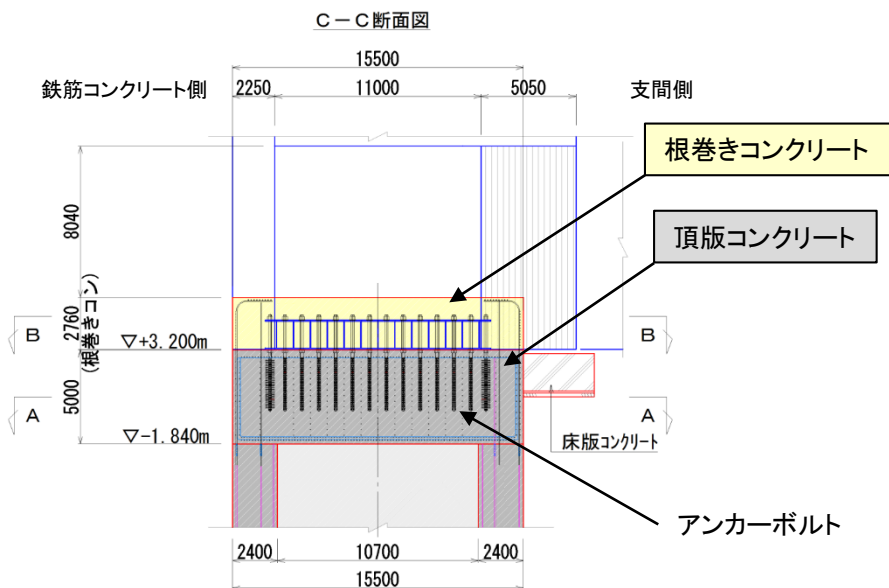 C-C断面図
15500
鉄筋コンクリート側
2250
11000
5050
支間側
根巻きコンクリート
頂版コンクリート
8040
2760
(根巻きコン)
5000
B
▽+3.200m
B
A
▽-1.840m
A
床版コンクリート
アンカーボルト
2400
10700
2400
15500